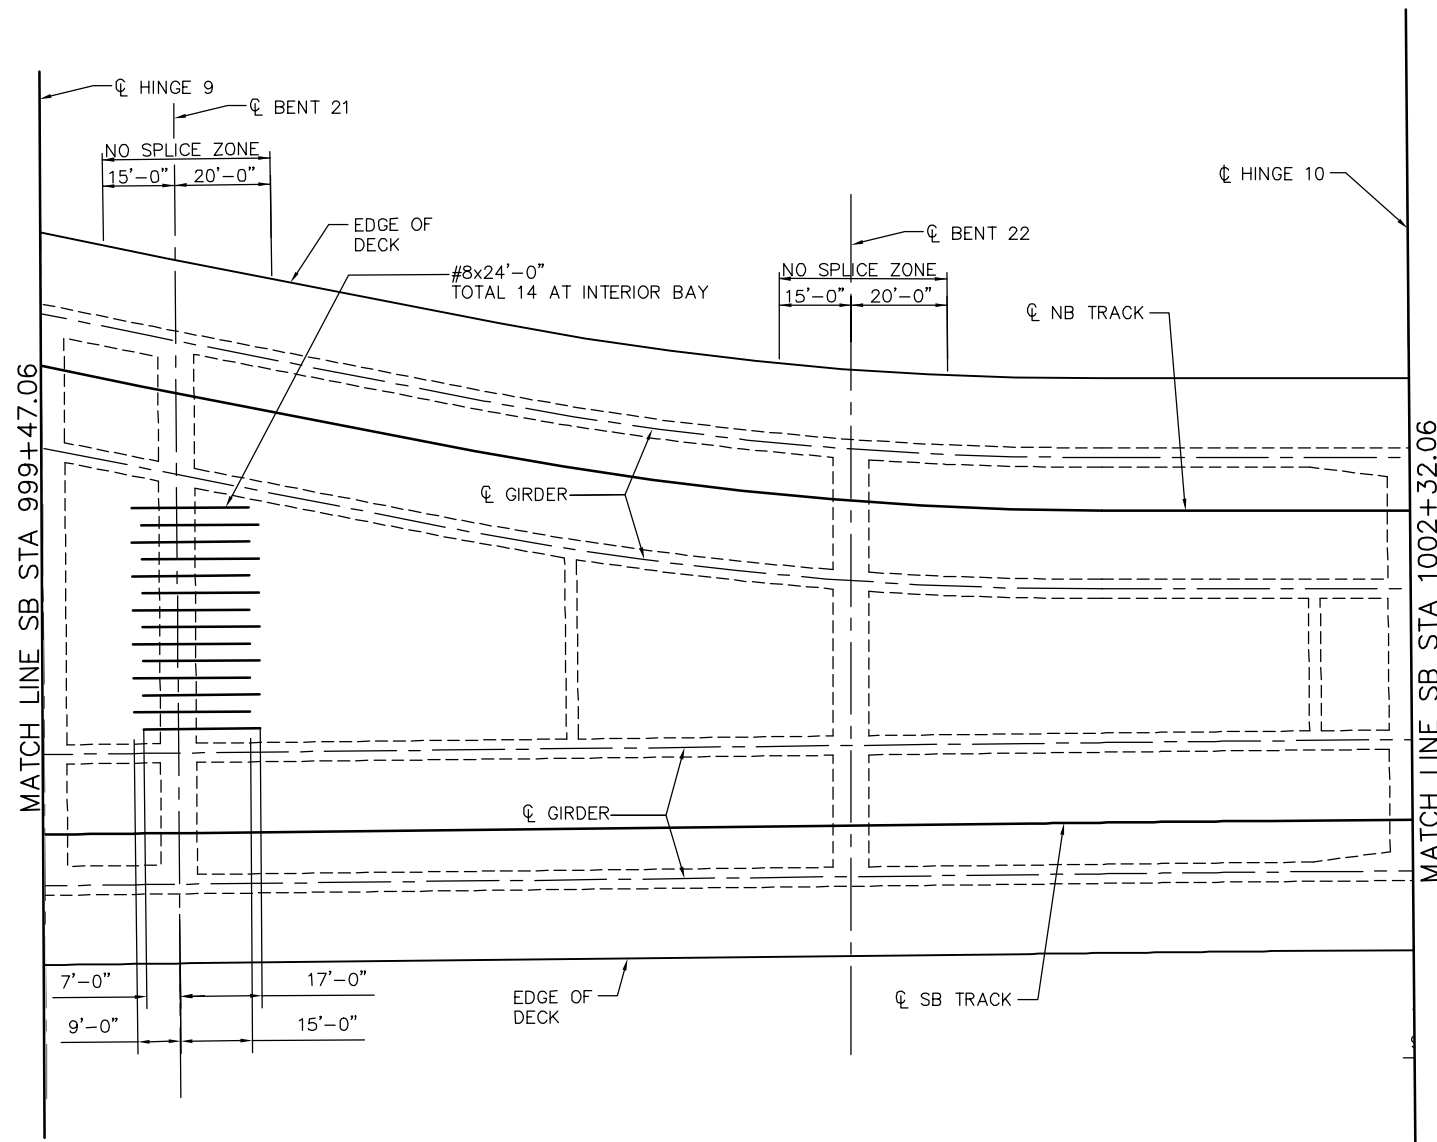 ℄ HINGE 9
℄ BENT 21
NO SPLICE ZONE
15'-0" 20'-0"
℄ HINGE 10
EDGE OF
DECK
℄ BENT 22
#8x24'-0"
TOTAL 14 AT INTERIOR BAY
NO SPLICE ZONE
15'-0" 20'-0"
℄ NB TRACK
MATCH LINE SB STA 999+47.06
MATCH LINE SB STA 1002+32.06
℄ GIRDER
℄ GIRDER
7'-0" 17'-0"
9'-0" 15'-0"
EDGE OF
DECK
℄ SB TRACK